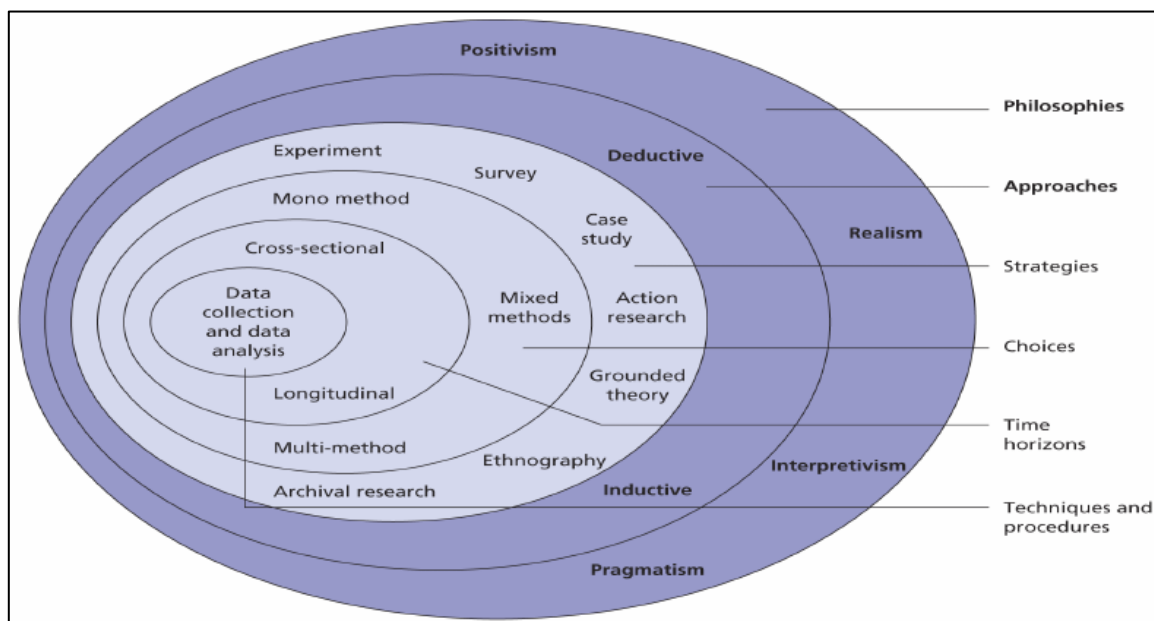 Positivism
Philosophies
Experiment
Deductive
Survey
Approaches
Mono method
Case
study
Realism
Cross-sectional
Strategies
Data
collection
and data
analysis
Mixed
methods
Action
research
Choices
Longitudinal
Grounded
theory
Time
horizons
Multi-method
Ethnography
Interpretivism
Archival research
Inductive
Techniques and
procedures
Pragmatism